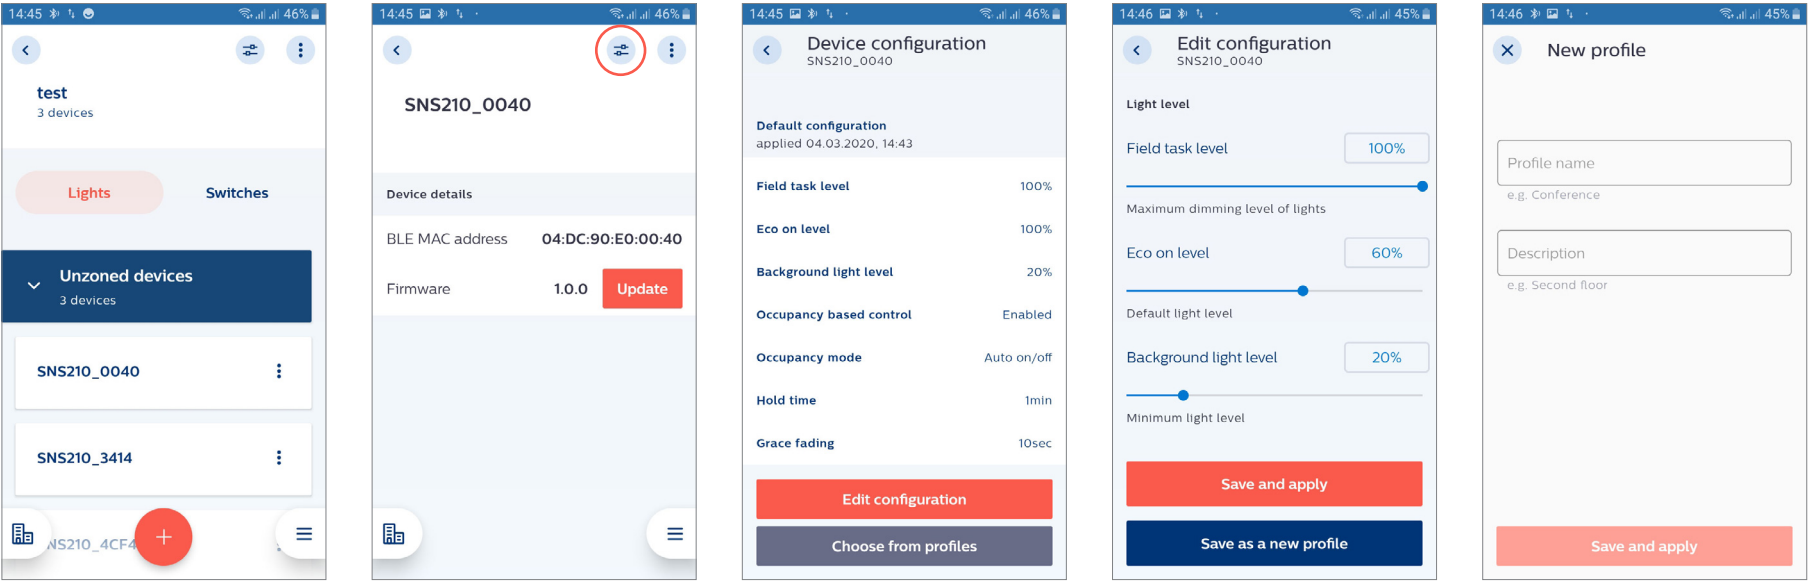 14:45
46%
test
3 devices
Lights
Switches
Unzoned devices
3 devices
SNS210_0040
SNS210_3414
NS210_4CF4
14:45
46%
SNS210_0040
Device details
BLE MAC address 04:DC:90:E0:00:40
Firmware 1.0.0 Update
14:45
46%
Device configuration
SNS210_0040
Default configuration
applied 04.03.2020, 14:43
Field task level 100%
Eco on level 100%
Background light level 20%
Occupancy based control Enabled
Occupancy mode Auto on/off
Hold time 1min
Grace fading 10sec
Edit configuration
Choose from profiles
14:46
45%
Edit configuration
SNS210_0040
Light level
Field task level 100%
Maximum dimming level of lights
Eco on level 60%
Default light level
Background light level 20%
Minimum light level
Save and apply
Save as a new profile
14:46
45%
New profile
Profile name
e.g. Conference
Description
e.g. Second floor
Save and apply